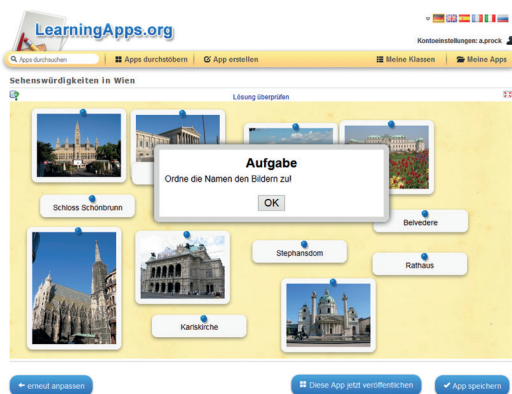 LearningApps.org
Kontoeinstellungen: a.prock
Apps durchsuchen
Apps durchstöbern
App erstellen
Meine Klassen
Meine Apps
Sehenswürdigkeiten in Wien
Lösung überprüfen
Aufgabe
Ordne die Namen den Bildern zu!
OK
Schloss Schönbrunn
Belvedere
Stephansdom
Rathaus
Karlskirche
erneut anpassen
Diese App jetzt veröffentlichen
App speichern